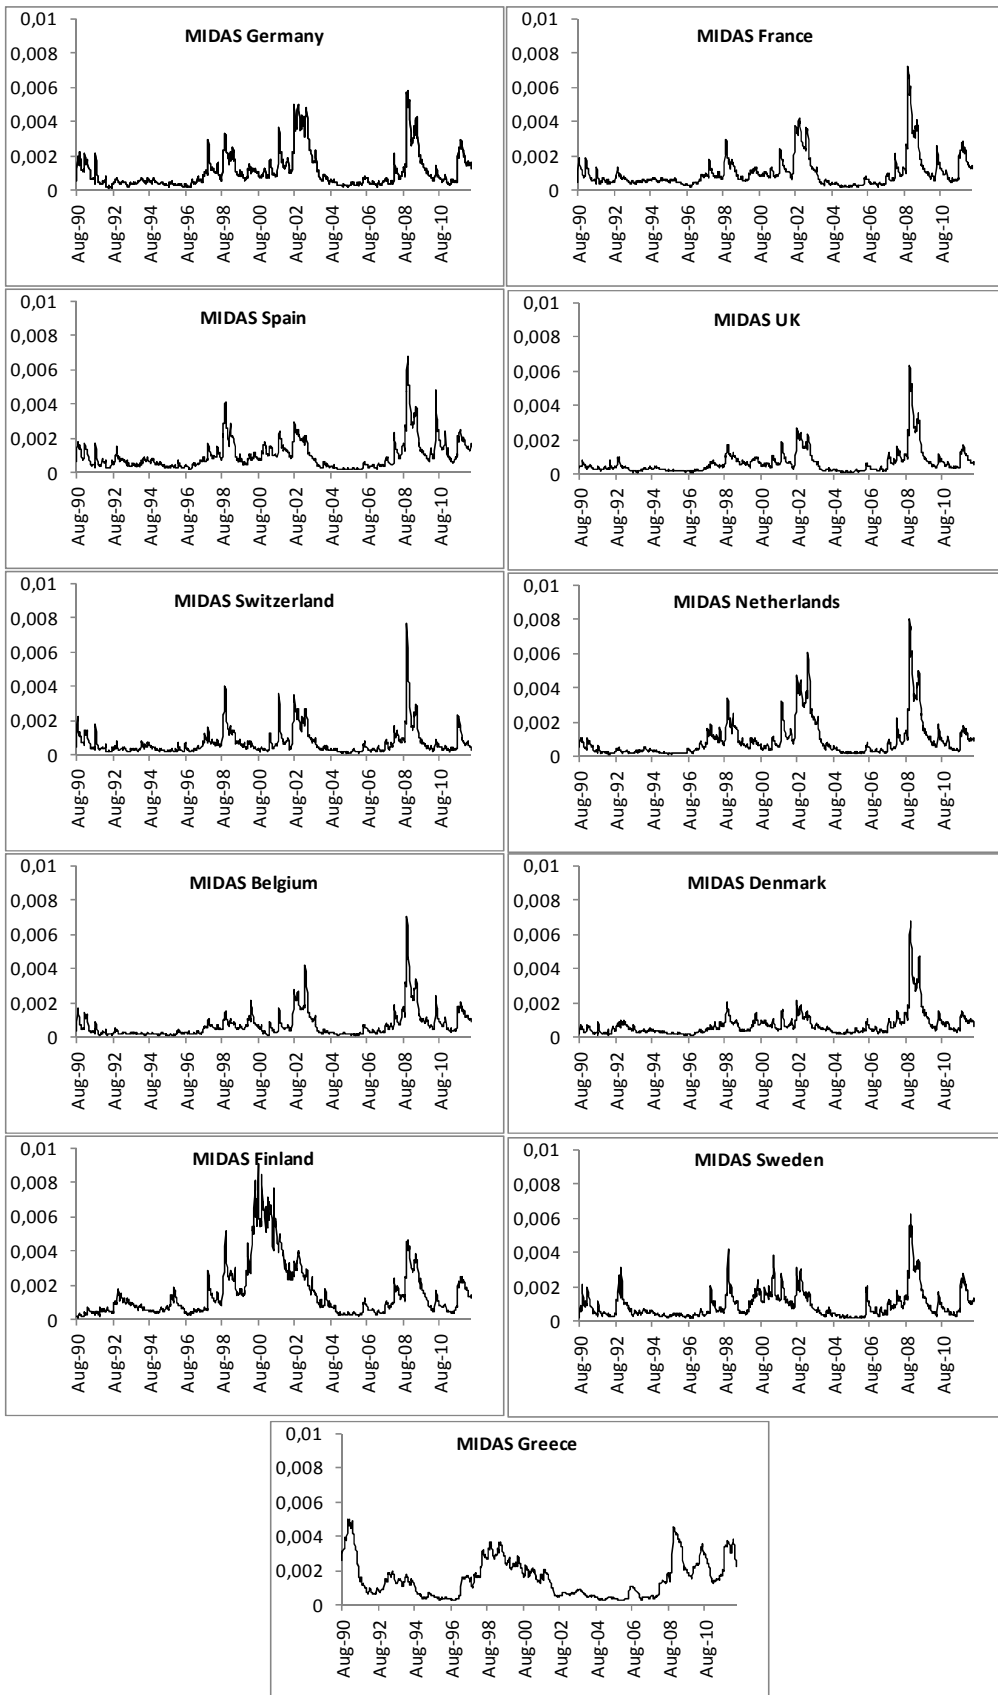 MIDAS Germany
0,01
0,008
0,006
0,004
0,002
0
Aug-90
Aug-92
Aug-94
Aug-96
Aug-98
Aug-00
Aug-02
Aug-04
Aug-06
Aug-08
Aug-10
MIDAS France
0,01
0,008
0,006
0,004
0,002
0
Aug-90
Aug-92
Aug-94
Aug-96
Aug-98
Aug-00
Aug-02
Aug-04
Aug-06
Aug-08
Aug-10
MIDAS Spain
0,01
0,008
0,006
0,004
0,002
0
Aug-90
Aug-92
Aug-94
Aug-96
Aug-98
Aug-00
Aug-02
Aug-04
Aug-06
Aug-08
Aug-10
MIDAS UK
0,01
0,008
0,006
0,004
0,002
0
Aug-90
Aug-92
Aug-94
Aug-96
Aug-98
Aug-00
Aug-02
Aug-04
Aug-06
Aug-08
Aug-10
MIDAS Switzerland
0,01
0,008
0,006
0,004
0,002
0
Aug-90
Aug-92
Aug-94
Aug-96
Aug-98
Aug-00
Aug-02
Aug-04
Aug-06
Aug-08
Aug-10
MIDAS Netherlands
0,01
0,008
0,006
0,004
0,002
0
Aug-90
Aug-92
Aug-94
Aug-96
Aug-98
Aug-00
Aug-02
Aug-04
Aug-06
Aug-08
Aug-10
MIDAS Belgium
0,01
0,008
0,006
0,004
0,002
0
Aug-90
Aug-92
Aug-94
Aug-96
Aug-98
Aug-00
Aug-02
Aug-04
Aug-06
Aug-08
Aug-10
MIDAS Denmark
0,01
0,008
0,006
0,004
0,002
0
Aug-90
Aug-92
Aug-94
Aug-96
Aug-98
Aug-00
Aug-02
Aug-04
Aug-06
Aug-08
Aug-10
MIDAS Finland
0,01
0,008
0,006
0,004
0,002
0
Aug-90
Aug-92
Aug-94
Aug-96
Aug-98
Aug-00
Aug-02
Aug-04
Aug-06
Aug-08
Aug-10
MIDAS Sweden
0,01
0,008
0,006
0,004
0,002
0
Aug-90
Aug-92
Aug-94
Aug-96
Aug-98
Aug-00
Aug-02
Aug-04
Aug-06
Aug-08
Aug-10
MIDAS Greece
0,01
0,008
0,006
0,004
0,002
0
Aug-90
Aug-92
Aug-94
Aug-96
Aug-98
Aug-00
Aug-02
Aug-04
Aug-06
Aug-08
Aug-10